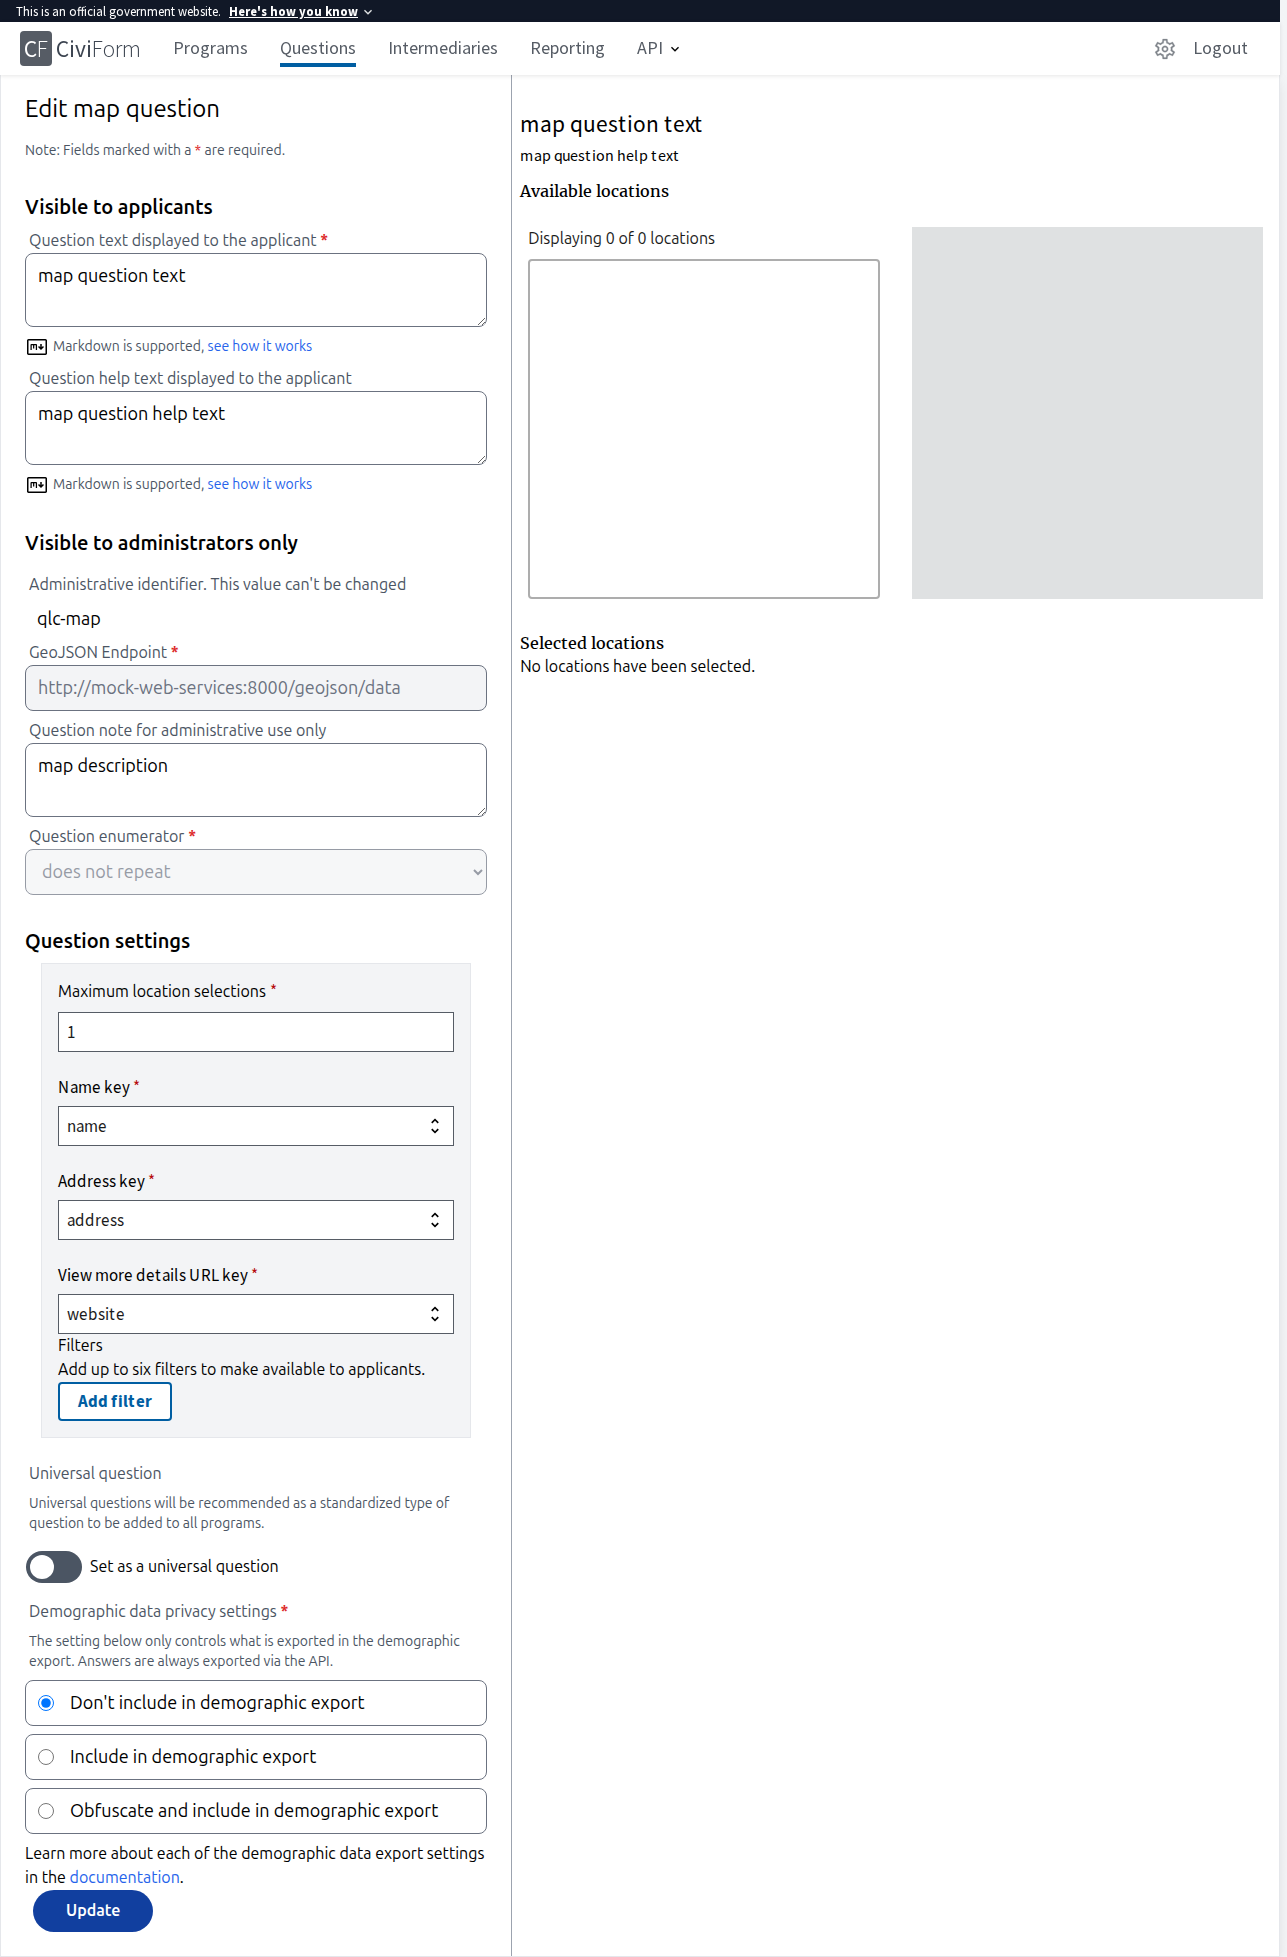 This is an official government website. Here's how you know
CF CiviForm Programs Questions Intermediaries Reporting API Logout
Edit map question
Note: Fields marked with a * are required.
Visible to applicants
Question text displayed to the applicant *
map question text
Markdown is supported, see how it works
Question help text displayed to the applicant
map question help text
Markdown is supported, see how it works
Visible to administrators only
Administrative identifier. This value can't be changed
qlc-map
GeoJSON Endpoint *
http://mock-web-services:8000/geojson/data
Question note for administrative use only
map description
Question enumerator *
does not repeat
Question settings
Maximum location selections *
1
Name key *
name
Address key *
address
View more details URL key *
website
Filters
Add up to six filters to make available to applicants.
Add filter
Universal question
Universal questions will be recommended as a standardized type of
question to be added to all programs.
Set as a universal question
Demographic data privacy settings *
The setting below only controls what is exported in the demographic
export. Answers are always exported via the API.
Don't include in demographic export
Include in demographic export
Obfuscate and include in demographic export
Learn more about each of the demographic data export settings
in the documentation.
Update
map question text
map question help text
Available locations
Displaying 0 of 0 locations
Selected locations
No locations have been selected.